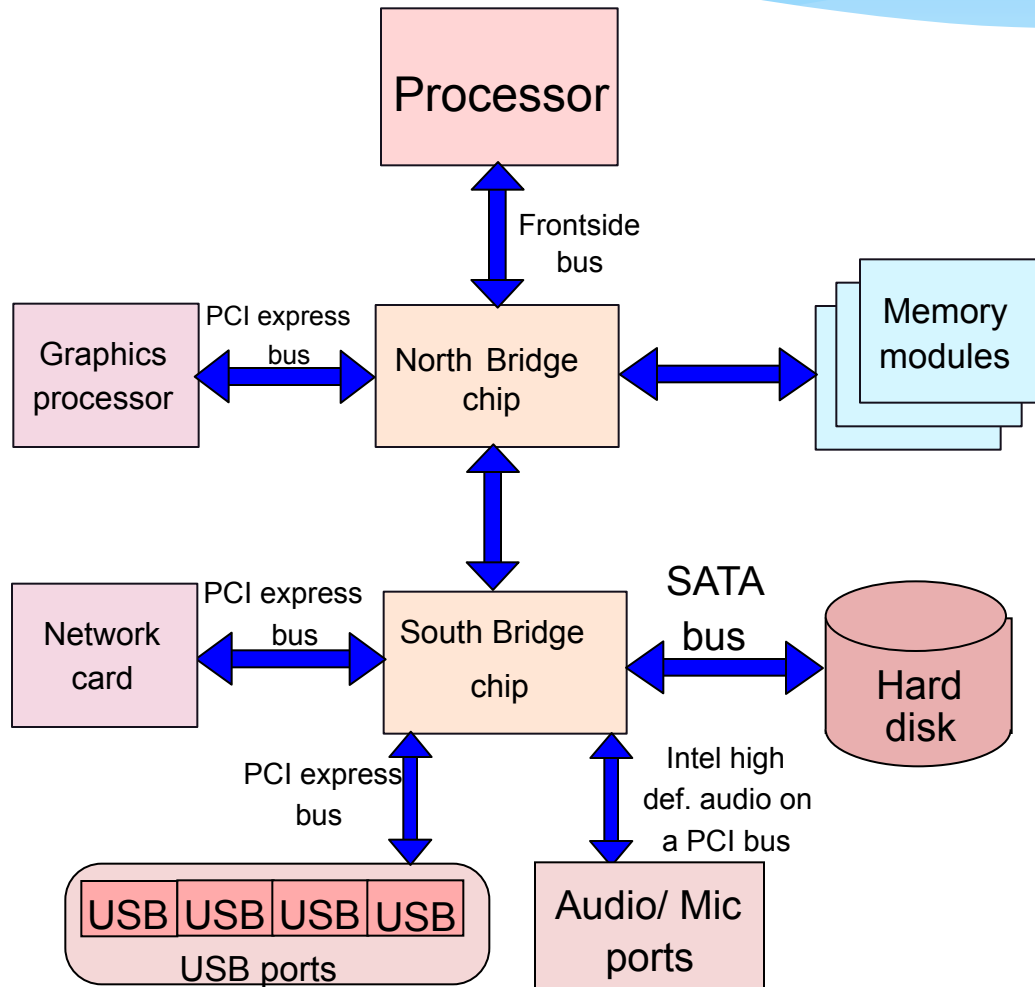 Processor
Frontside
bus
PCI express
bus
Graphics
processor
North Bridge
chip
Memory
modules
PCI express
bus
Network
card
South Bridge
chip
SATA
bus
Hard
disk
PCI express
bus
Intel high
def. audio on
a PCI bus
USB USB USB USB
USB ports
Audio/ Mic
ports